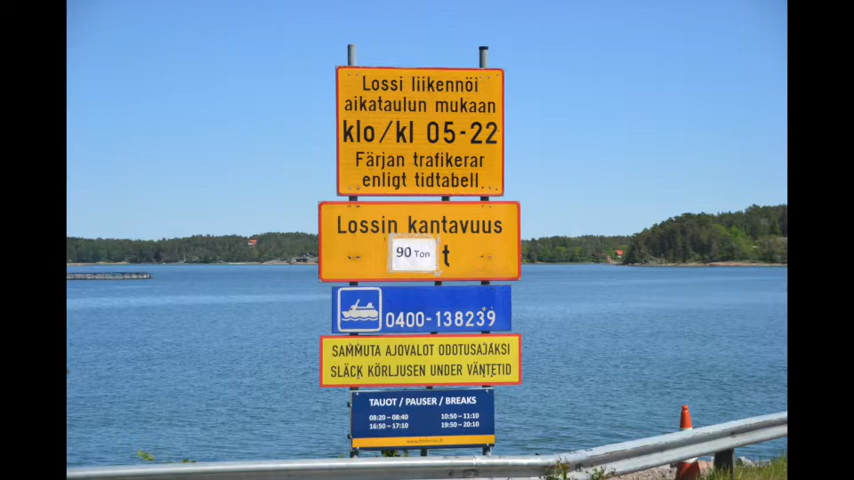 Lossi liikennöi
aikataulun mukaan
klo/kl 05-22
Färjan trafikerar
enligt tidtabell
Lossin kantavuus
90 Ton t
0400-138239
SAMMUTA AJOVALOT ODOTUSAJAKSI
SLÄCK KÖRLJUSEN UNDER VÄNTETID
TAUOT / PAUSER / BREAKS
08:20 – 08:40 10:50 – 11:10
16:50 – 17:10 19:50 – 20:10